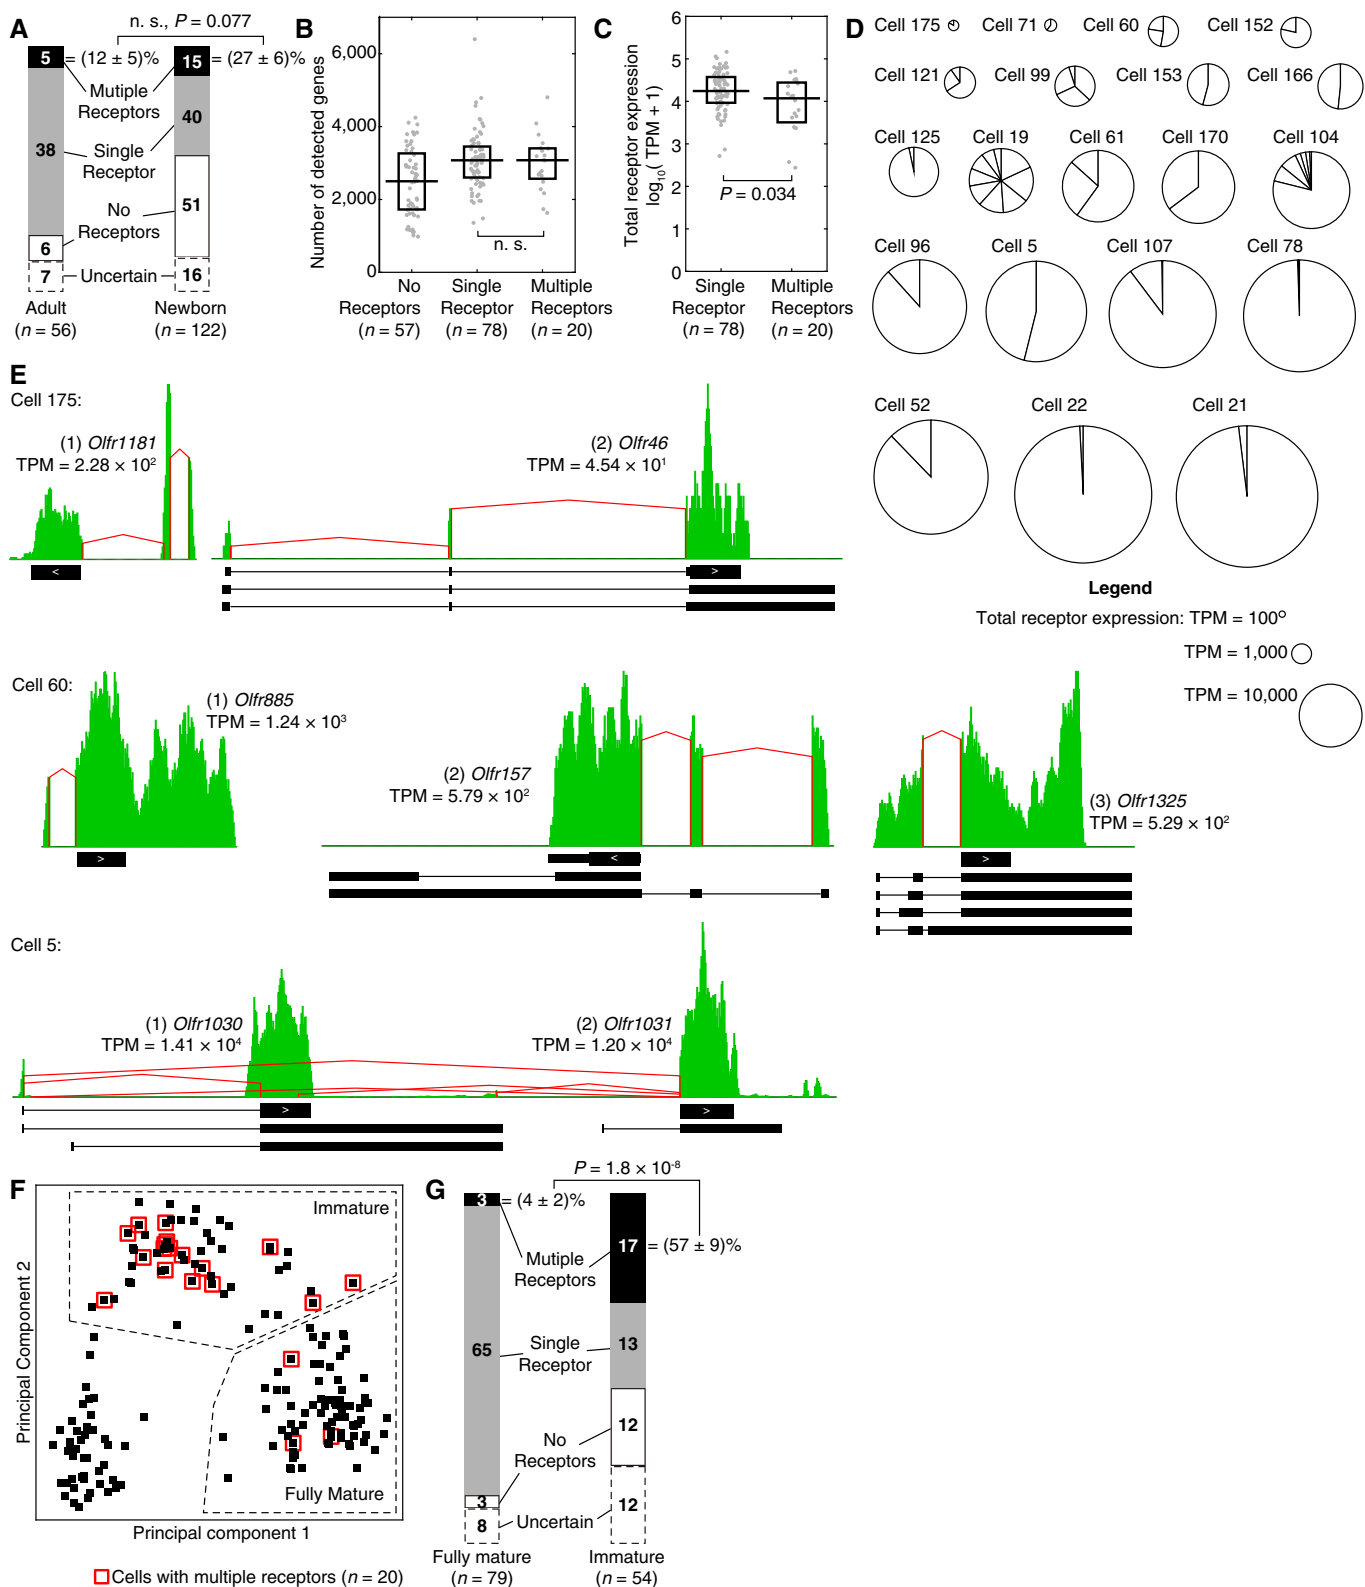 A
n. s., P = 0.077
5 = (12 ± 5)%
15 = (27 ± 6)%
Mutiple
Receptors
40
38
Single
Receptor
No
Receptors
51
6
7
Uncertain
16
Adult
(n = 56)
Newborn
(n = 122)
B
Number of detected genes
6,000
4,000
2,000
0
n. s.
No
Receptors
(n = 57)
Single
Receptor
(n = 78)
Multiple
Receptors
(n = 20)
C
Total receptor expression
log10( TPM + 1)
6
5
4
3
2
1
0
P = 0.034
Single
Receptor
(n = 78)
Multiple
Receptors
(n = 20)
D
Cell 175
Cell 71
Cell 60
Cell 152
Cell 121
Cell 99
Cell 153
Cell 166
Cell 125
Cell 19
Cell 61
Cell 170
Cell 104
Cell 96
Cell 5
Cell 107
Cell 78
Cell 52
Cell 22
Cell 21
Legend
Total receptor expression: TPM = 100
TPM = 1,000
TPM = 10,000
E
Cell 175:
(1) Olfr1181
TPM = 2.28 × 10²
<
(2) Olfr46
TPM = 4.54 × 10¹
>
Cell 60:
(1) Olfr885
TPM = 1.24 × 10³
>
(2) Olfr157
TPM = 5.79 × 10²
<
(3) Olfr1325
TPM = 5.29 × 10²
>
Cell 5:
(1) Olfr1030
TPM = 1.41 × 10⁴
>
(2) Olfr1031
TPM = 1.20 × 10⁴
>
F
Principal Component 2
Immature
Fully Mature
Principal component 1
Cells with multiple receptors (n = 20)
G
P = 1.8 × 10⁻⁸
3 = (4 ± 2)%
17 = (57 ± 9)%
Mutiple
Receptors
65
Single
Receptor
13
No
Receptors
12
3
8
Uncertain
12
Fully mature
(n = 79)
Immature
(n = 54)